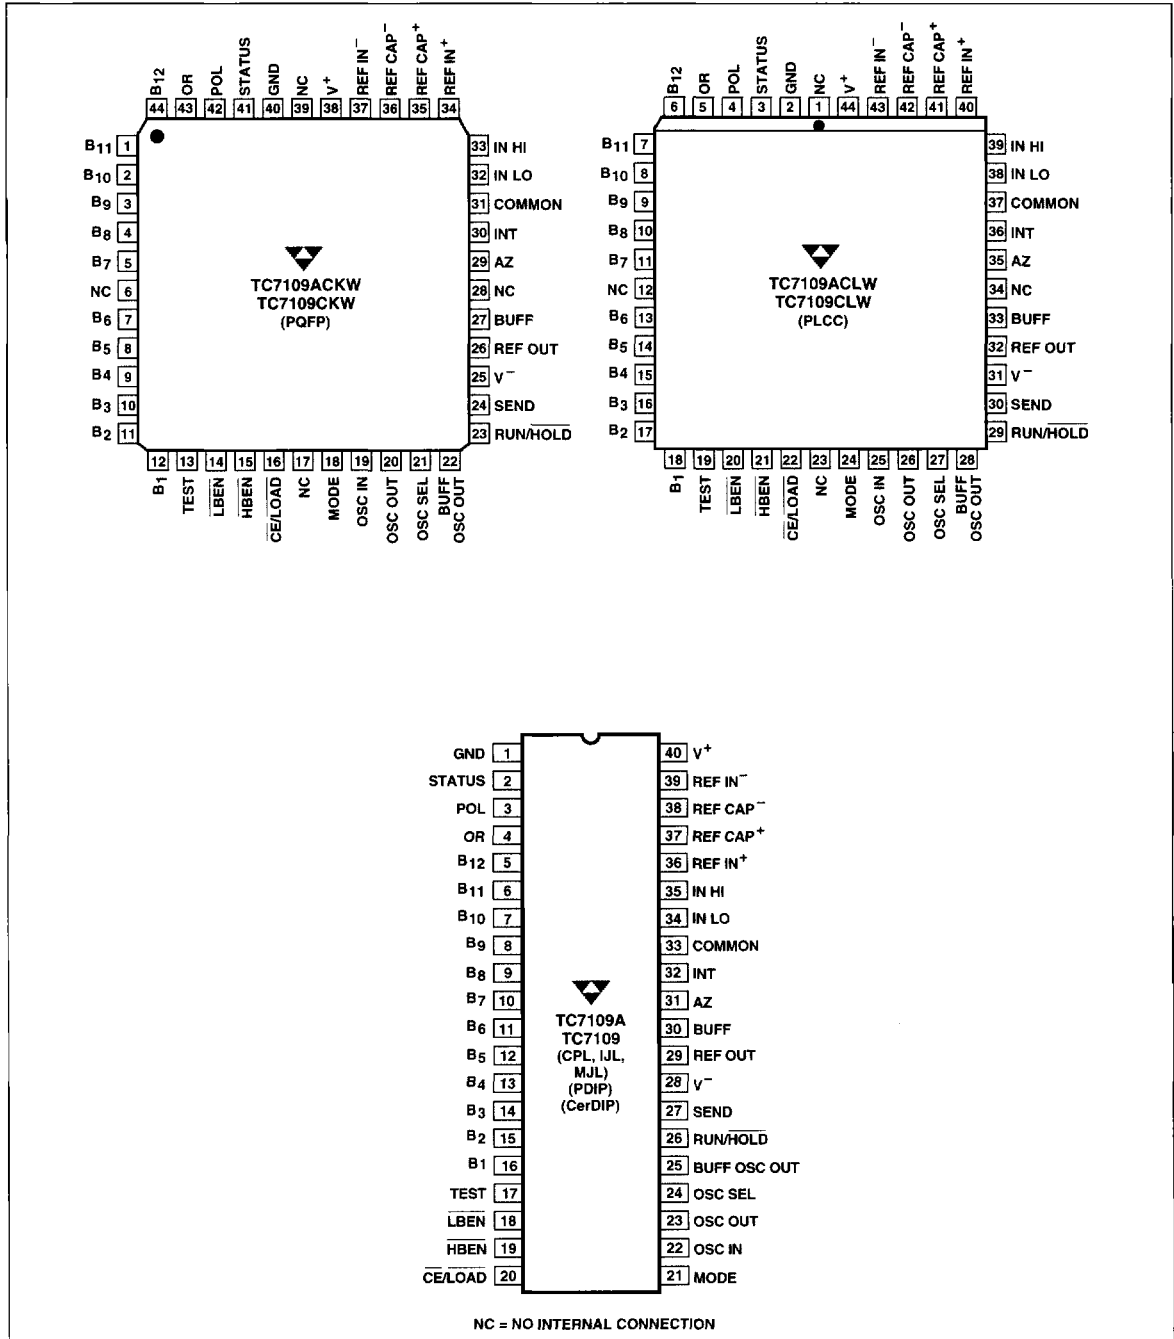 B12 OR POL STATUS GND NC V+ REF IN− REF CAP− REF CAP+ REF IN+
44 43 42 41 40 39 38 37 36 35 34
B11 1
B10 2
B9 3
B8 4
B7 5
NC 6
B6 7
B5 8
B4 9
B3 10
B2 11
TC7109ACKW
TC7109CKW
(PQFP)
33 IN HI
32 IN LO
31 COMMON
30 INT
29 AZ
28 NC
27 BUFF
26 REF OUT
25 V−
24 SEND
23 RUN/H̅O̅L̅D̅
12 13 14 15 16 17 18 19 20 21 22
B1 TEST L̅B̅E̅N̅ H̅B̅E̅N̅ C̅E̅/L̅O̅A̅D̅ NC MODE OSC IN OSC OUT OSC SEL BUFF OSC OUT
B12 OR POL STATUS GND NC V+ REF IN− REF CAP− REF CAP+ REF IN+
6 5 4 3 2 1 44 43 42 41 40
B11 7
B10 8
B9 9
B8 10
B7 11
NC 12
B6 13
B5 14
B4 15
B3 16
B2 17
TC7109ACLW
TC7109CLW
(PLCC)
39 IN HI
38 IN LO
37 COMMON
36 INT
35 AZ
34 NC
33 BUFF
32 REF OUT
31 V−
30 SEND
29 RUN/H̅O̅L̅D̅
18 19 20 21 22 23 24 25 26 27 28
B1 TEST L̅B̅E̅N̅ H̅B̅E̅N̅ C̅E̅/L̅O̅A̅D̅ NC MODE OSC IN OSC OUT OSC SEL BUFF OSC OUT
GND 1
STATUS 2
POL 3
OR 4
B12 5
B11 6
B10 7
B9 8
B8 9
B7 10
B6 11
B5 12
B4 13
B3 14
B2 15
B1 16
TEST 17
L̅B̅E̅N̅ 18
H̅B̅E̅N̅ 19
C̅E̅/L̅O̅A̅D̅ 20
TC7109A
TC7109
(CPL, IJL,
MJL)
(PDIP)
(CerDIP)
40 V+
39 REF IN−
38 REF CAP−
37 REF CAP+
36 REF IN+
35 IN HI
34 IN LO
33 COMMON
32 INT
31 AZ
30 BUFF
29 REF OUT
28 V−
27 SEND
26 RUN/H̅O̅L̅D̅
25 BUFF OSC OUT
24 OSC SEL
23 OSC OUT
22 OSC IN
21 MODE
NC = NO INTERNAL CONNECTION